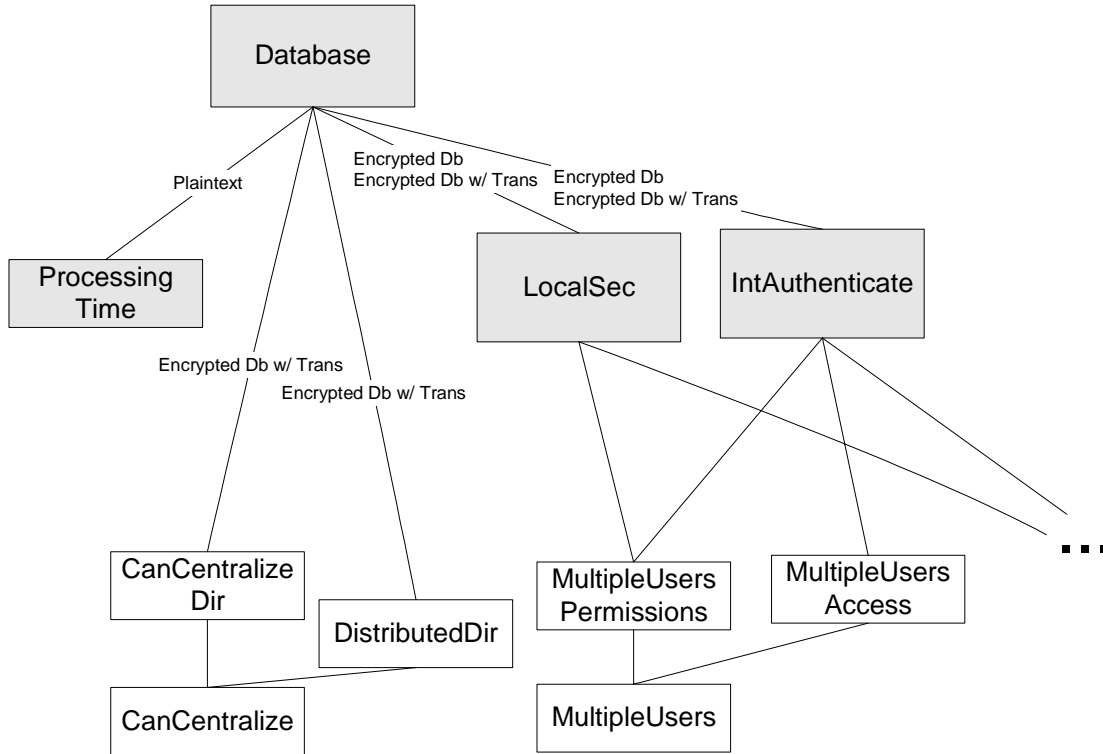 Database
Encrypted Db
Encrypted Db w/ Trans
Encrypted Db
Encrypted Db w/ Trans
Plaintext
Processing
Time
LocalSec
IntAuthenticate
Encrypted Db w/ Trans
Encrypted Db w/ Trans
CanCentralize
Dir
DistributedDir
MultipleUsers
Permissions
MultipleUsers
Access
...
CanCentralize
MultipleUsers